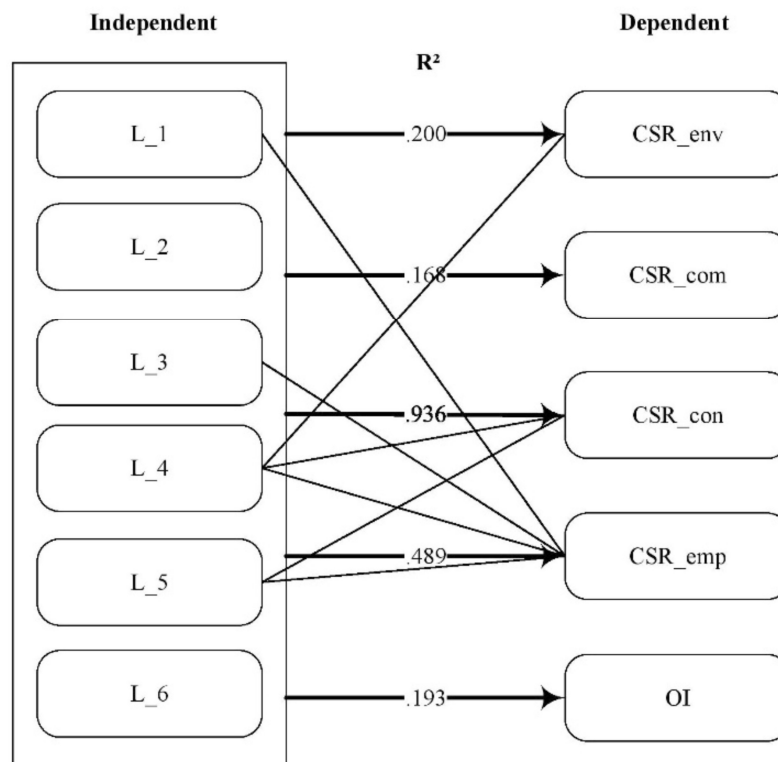 Independent
R²
Dependent
L_1
.200
CSR_env
L_2
.168
CSR_com
L_3
.936
CSR_con
L_4
.489
CSR_emp
L_5
L_6
.193
OI